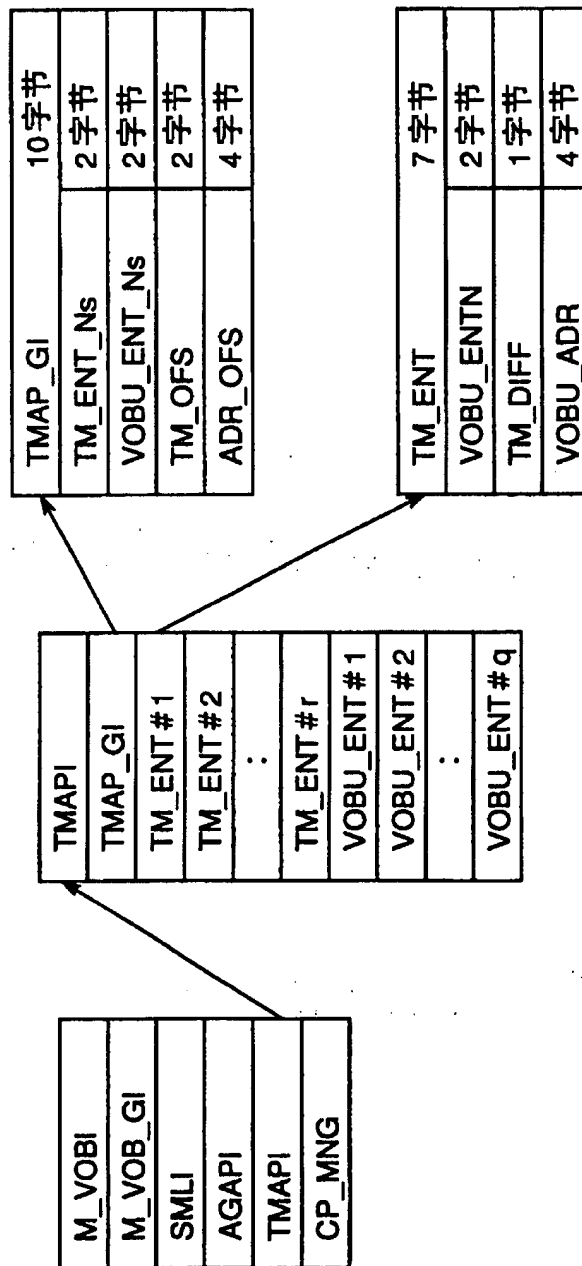 M_VOBI
M_VOB_GI
SMLI
AGAPI
TMAPI
CP_MNG
TMAPI
TMAP_GI
TM_ENT#1
TM_ENT#2
:
TM_ENT#r
VOBU_ENT#1
VOBU_ENT#2
:
VOBU_ENT#q
TMAP_GI 10字节
TM_ENT_Ns 2字节
VOBU_ENT_Ns 2字节
TM_OFS 2字节
ADR_OFS 4字节
TM_ENT 7字节
VOBU_ENTN 2字节
TM_DIFF 1字节
VOBU_ADR 4字节